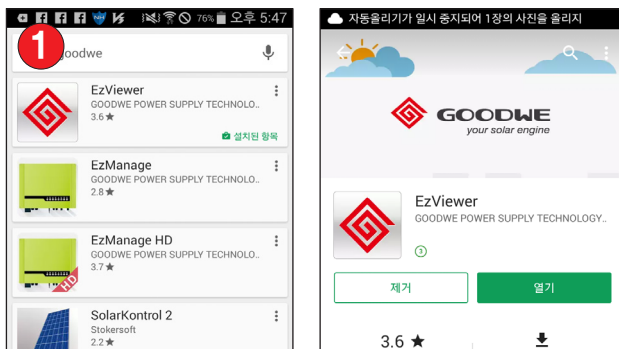 76% 오후 5:47
1
goodwe
EzViewer
GOODWE POWER SUPPLY TECHNOLO..
3.6 ★
설치된 항목
EzManage
GOODWE POWER SUPPLY TECHNOLO..
2.8 ★
EzManage HD
GOODWE POWER SUPPLY TECHNOLO..
3.7 ★
HD
SolarKontrol 2
Stokersoft
2.2 ★
자동올리기가 일시 중지되어 1장의 사진을 올리지
GOODWE
your solar engine
EzViewer
GOODWE POWER SUPPLY TECHNOLOGY..
3
제거
열기
3.6 ★